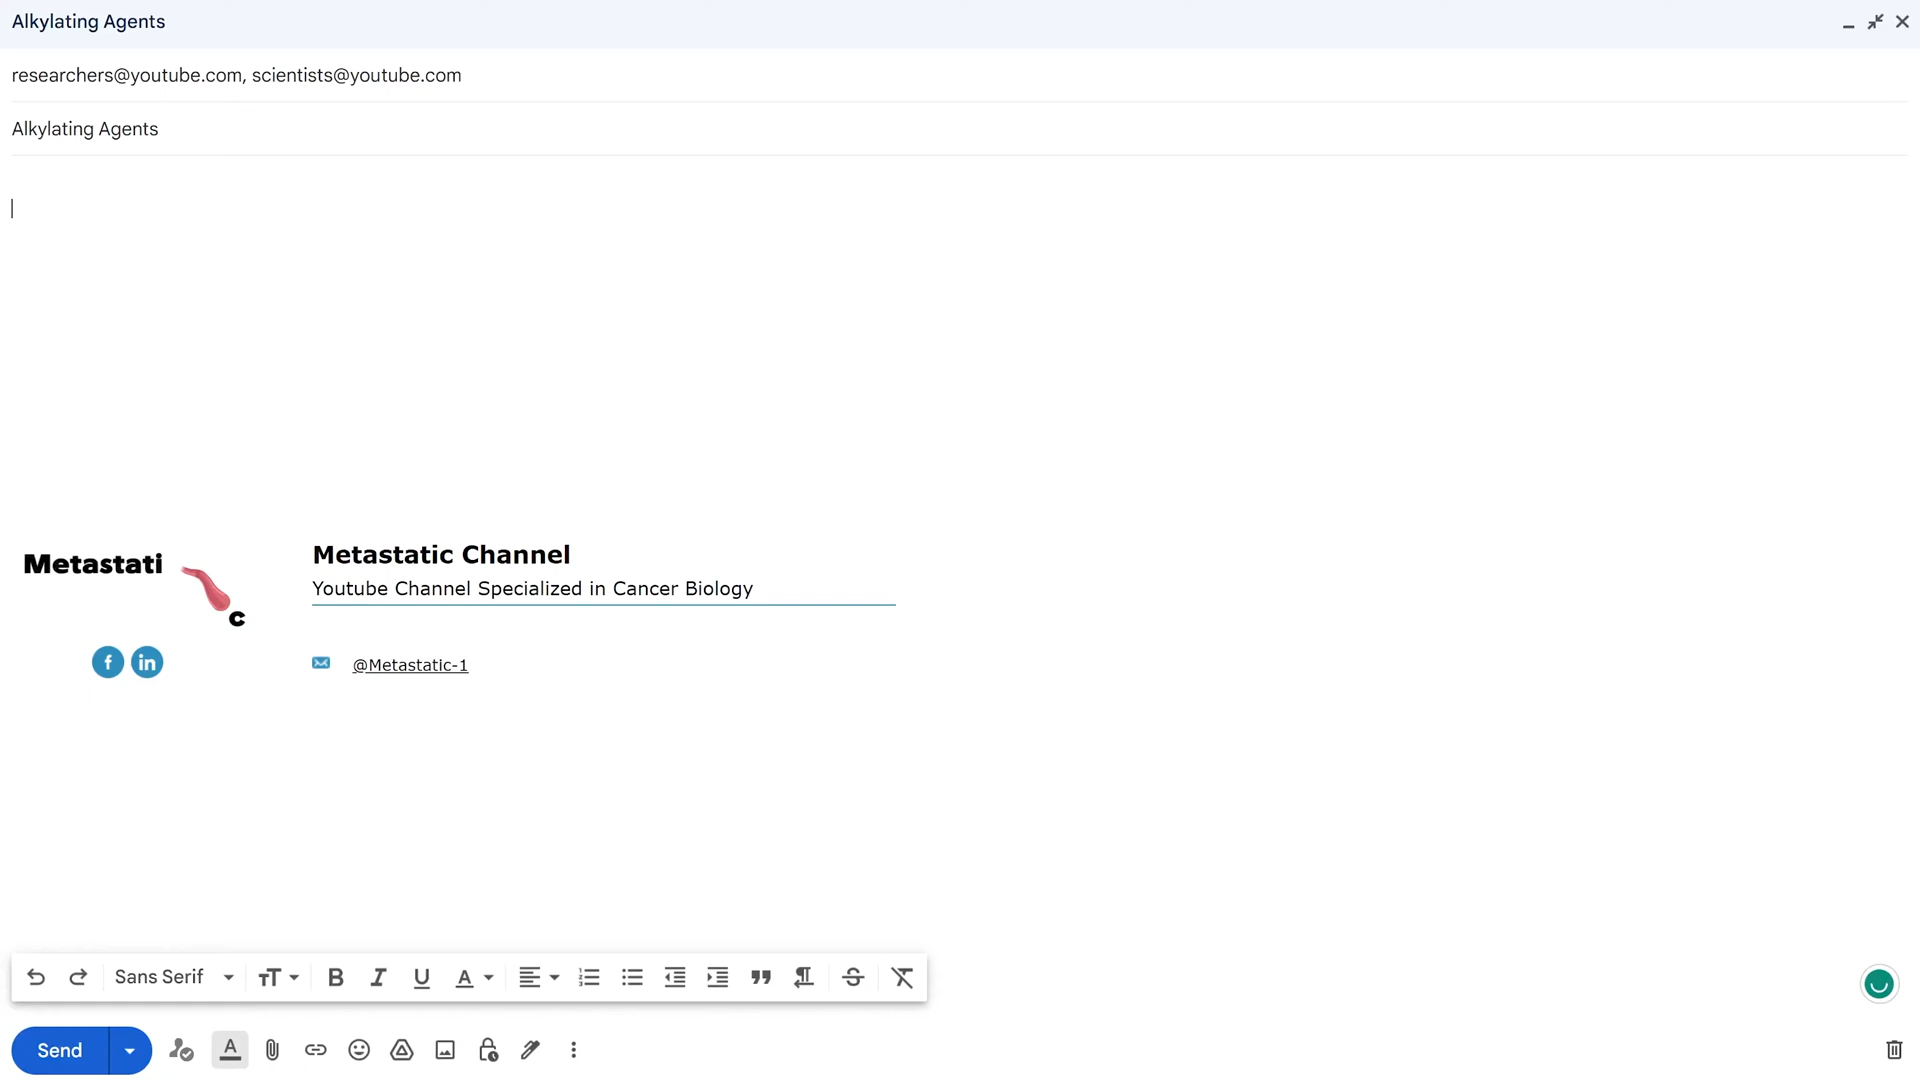 Alkylating Agents
researchers@youtube.com, scientists@youtube.com
Alkylating Agents
Metastati
c
Metastatic Channel
Youtube Channel Specialized in Cancer Biology
f in
@Metastatic-1
Sans Serif
Send